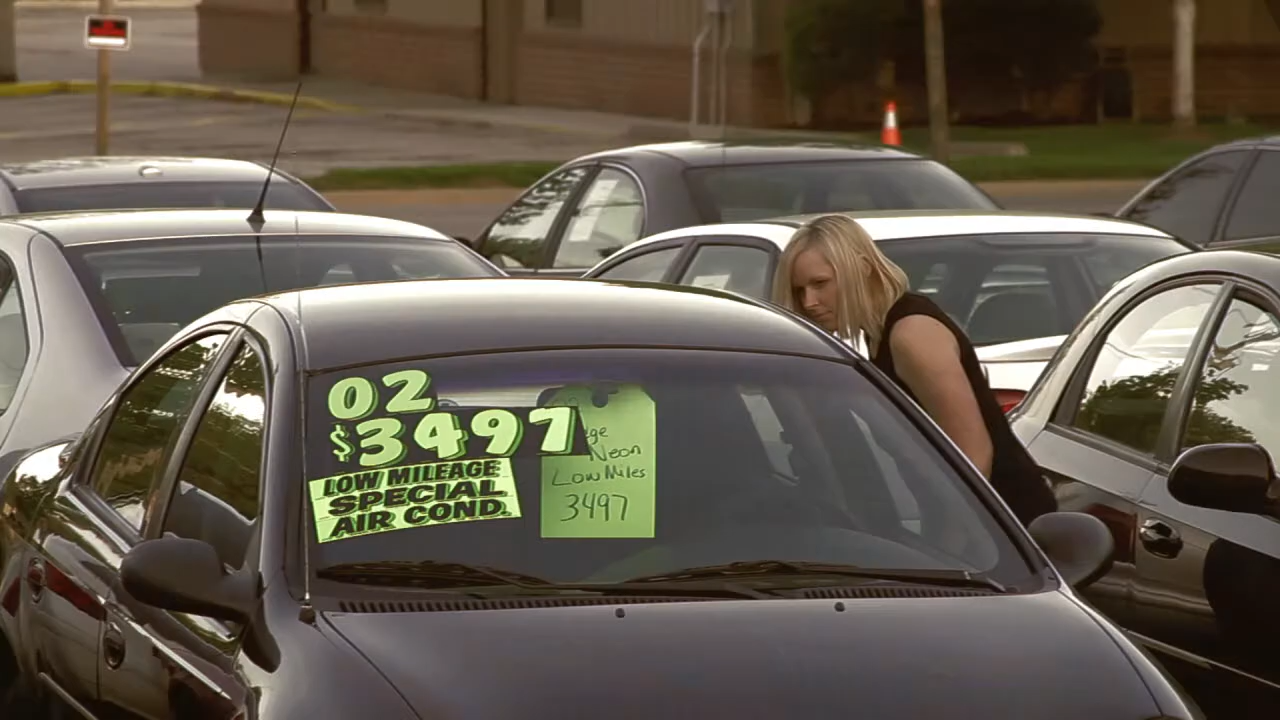 02
$3497
LOW MILEAGE
SPECIAL
AIR COND.
Neon
Low Miles
3497